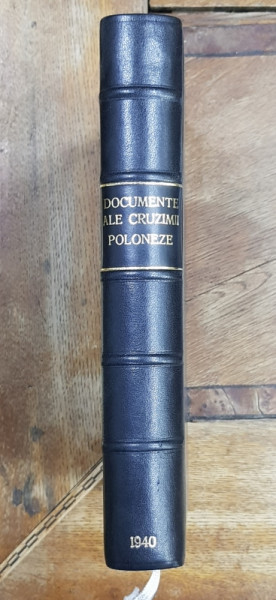 DOCUMENTE
ALE CRUZIMII
POLONEZE
1940